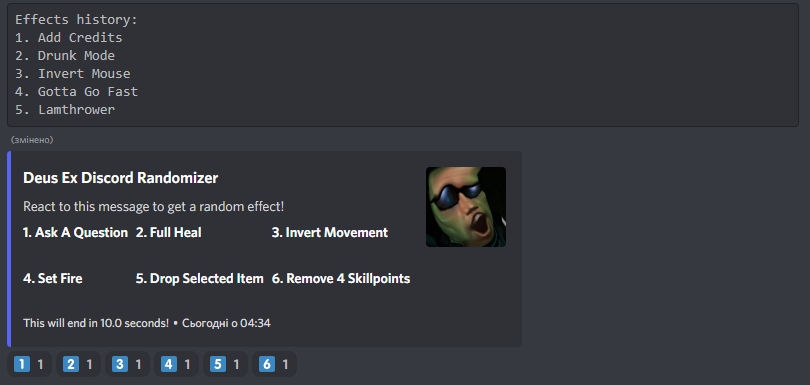 Effects history:
1. Add Credits
2. Drunk Mode
3. Invert Mouse
4. Gotta Go Fast
5. Lamthrower
(змінено)
Deus Ex Discord Randomizer
React to this message to get a random effect!
1. Ask A Question 2. Full Heal 3. Invert Movement
4. Set Fire 5. Drop Selected Item 6. Remove 4 Skillpoints
This will end in 10.0 seconds! • Сьогодні о 04:34
1 1 2 1 3 1 4 1 5 1 6 1